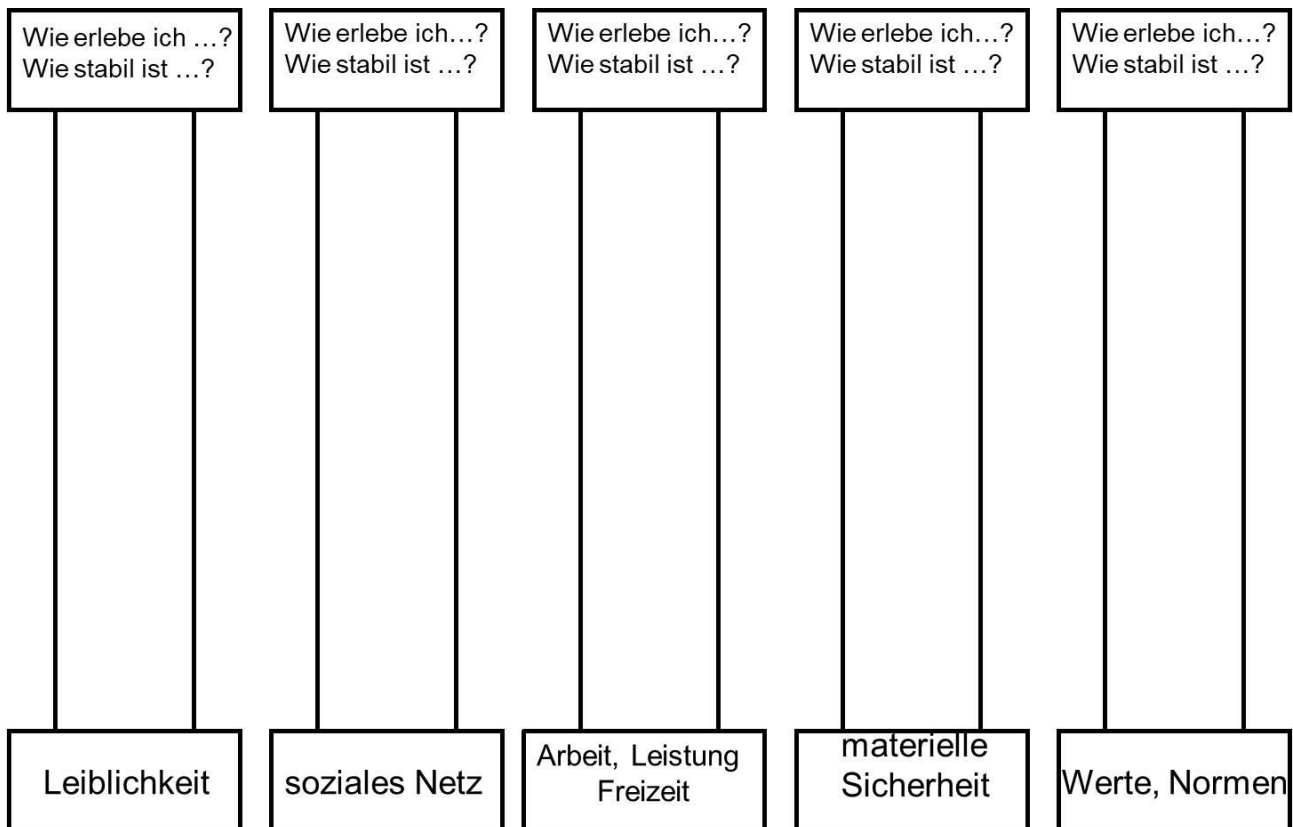 Wie erlebe ich …?
Wie stabil ist …?
Wie erlebe ich…?
Wie stabil ist …?
Wie erlebe ich…?
Wie stabil ist …?
Wie erlebe ich…?
Wie stabil ist …?
Wie erlebe ich…?
Wie stabil ist …?
Leiblichkeit
soziales Netz
Arbeit, Leistung
Freizeit
materielle
Sicherheit
Werte, Normen